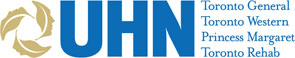 UHN
Toronto General
Toronto Western
Princess Margaret
Toronto Rehab